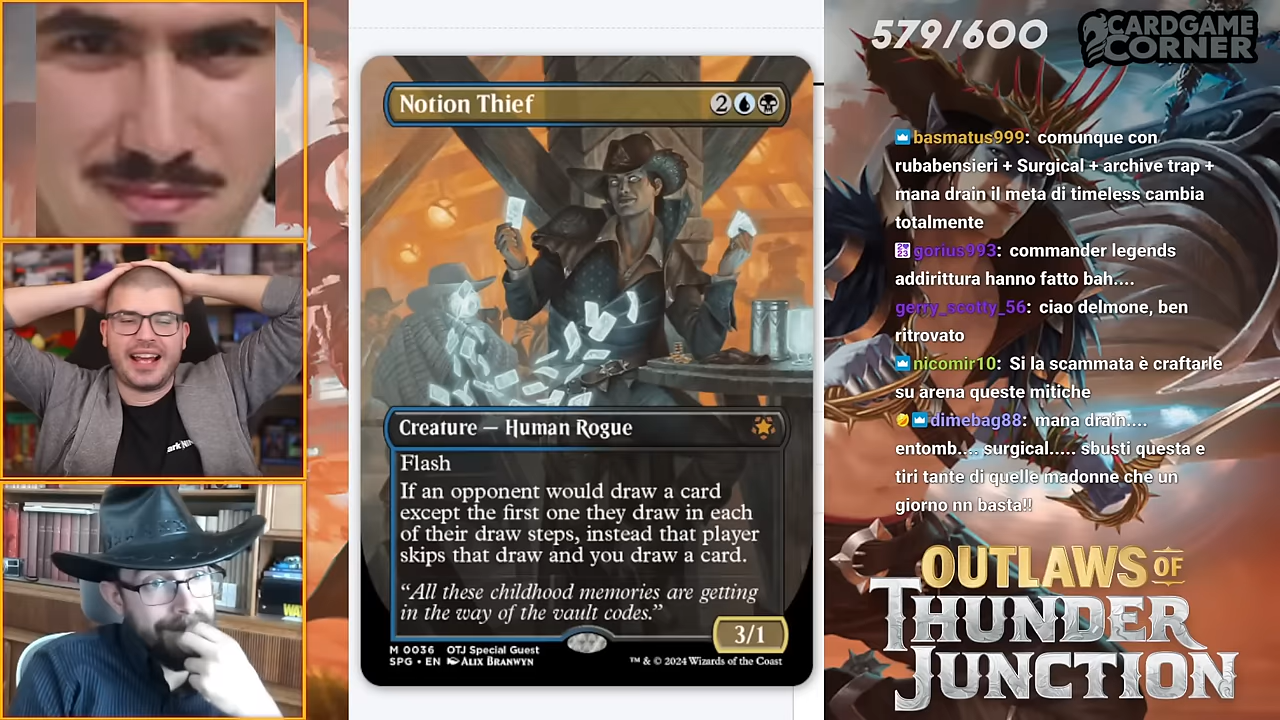 Notion Thief
2
Creature — Human Rogue
Flash
If an opponent would draw a card
except the first one they draw in each
of their draw steps, instead that player
skips that draw and you draw a card.
“All these childhood memories are getting
in the way of the vault codes.”
3/1
M 0036 OTJ Special Guest
SPG • EN ALIX BRANWYN
™ & © 2024 Wizards of the Coast
579/600
CARDGAME
CORNER
basmatus999: comunque con
rubabensieri + Surgical + archive trap +
mana drain il meta di timeless cambia
totalmente
gorius993: commander legends
addirittura hanno fatto bah....
gerry_scotty_56: ciao delmone, ben
ritrovato
nicomir10: Si la scammata è craftarle
su arena queste mitiche
dimebag88: mana drain....
entomb.... surgical..... sbusti questa e
tiri tante di quelle madonne che un
giorno nn basta!!
OUTLAWS OF
THUNDER
JUNCTION